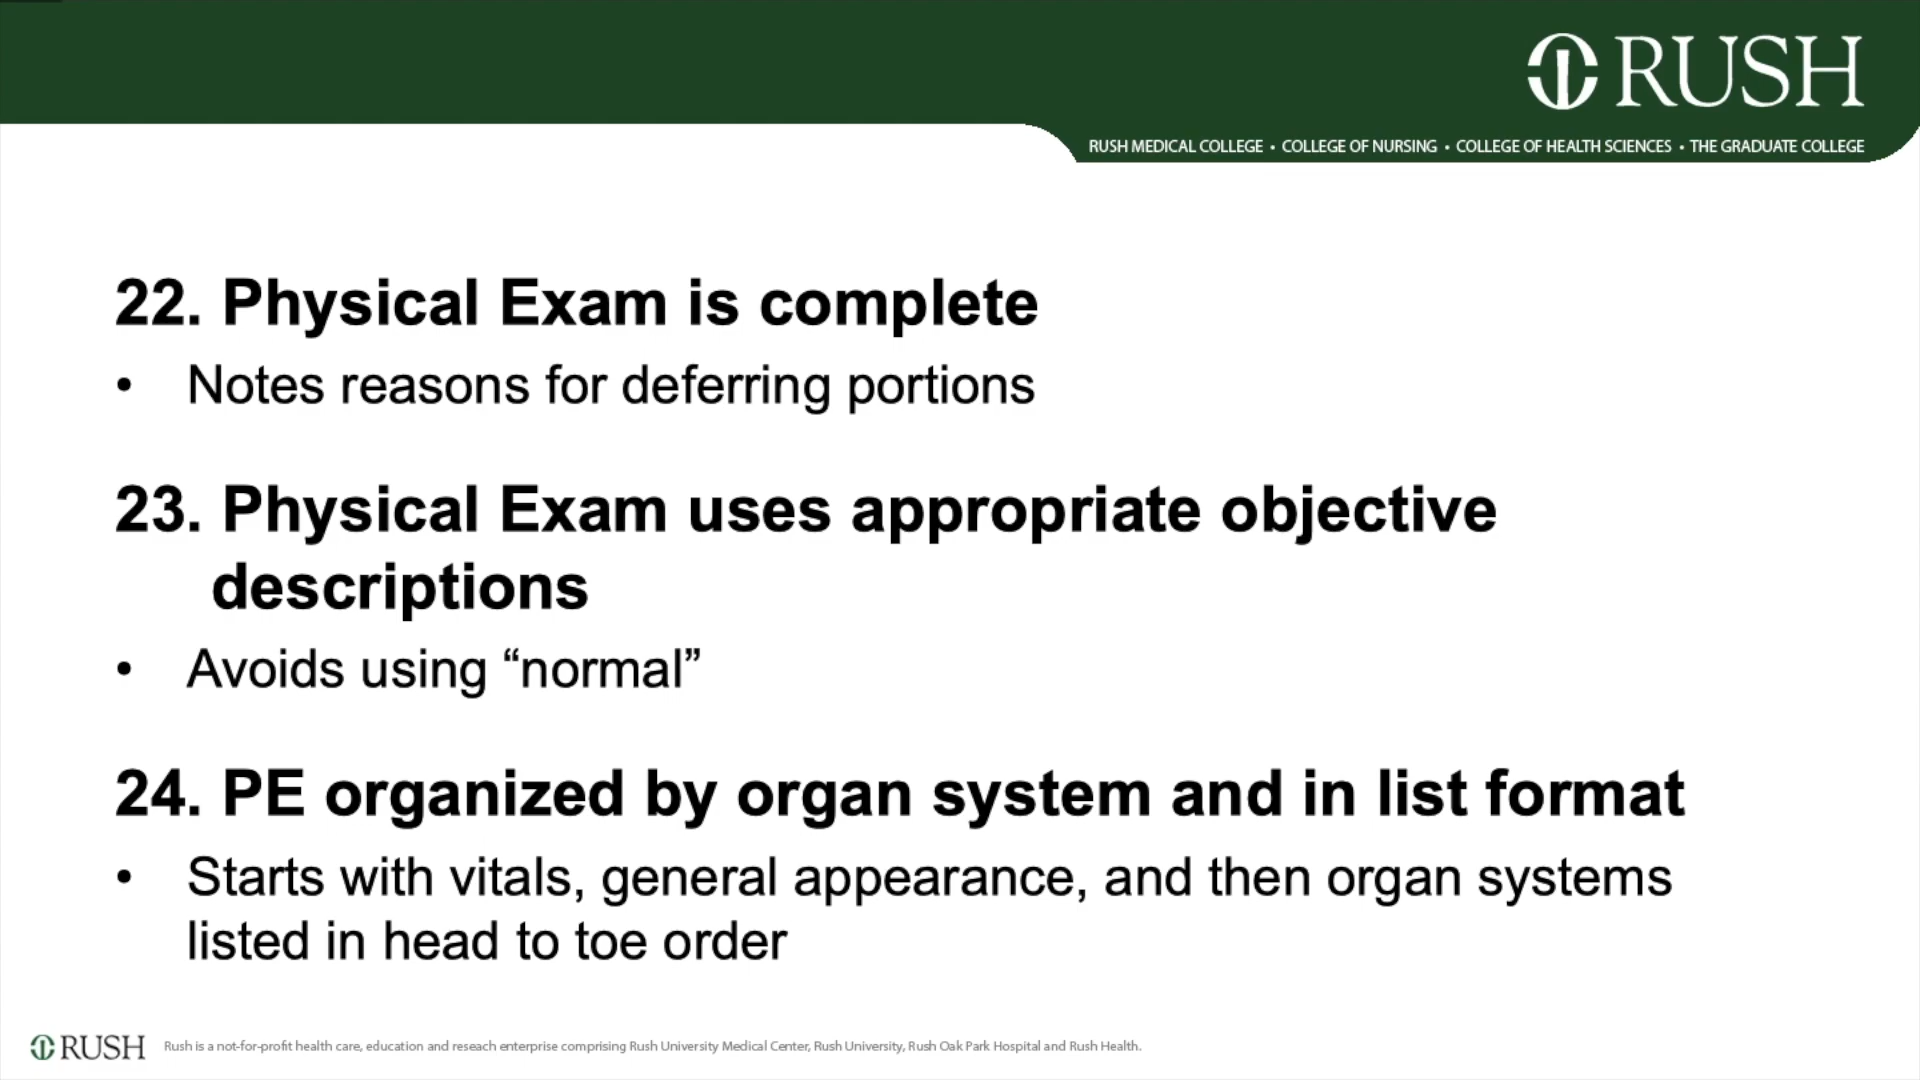 RUSH
RUSH MEDICAL COLLEGE • COLLEGE OF NURSING • COLLEGE OF HEALTH SCIENCES • THE GRADUATE COLLEGE
22. Physical Exam is complete
• Notes reasons for deferring portions
23. Physical Exam uses appropriate objective
descriptions
• Avoids using “normal”
24. PE organized by organ system and in list format
• Starts with vitals, general appearance, and then organ systems
listed in head to toe order
RUSH Rush is a not-for-profit health care, education and reseach enterprise comprising Rush University Medical Center, Rush University, Rush Oak Park Hospital and Rush Health.